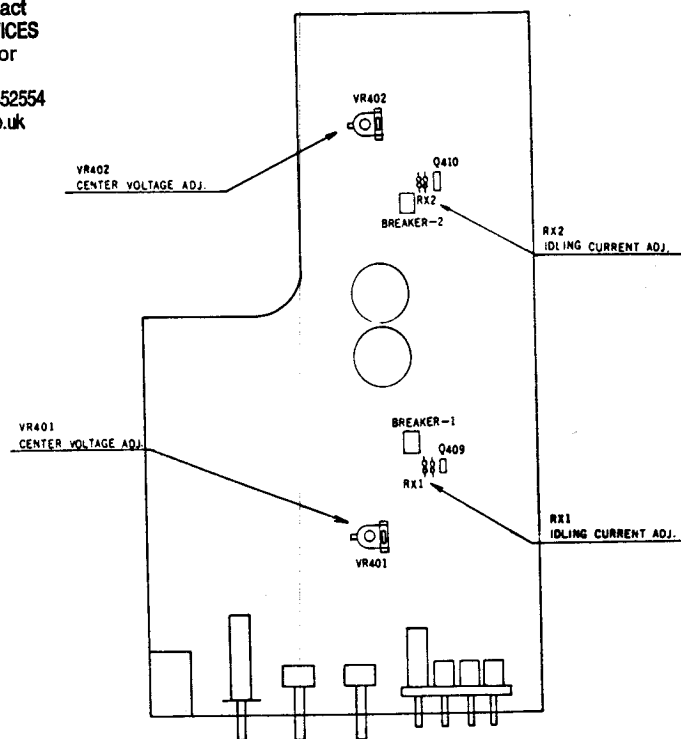 act
ICES
or
52554
o.uk
VR402
VR402
CENTER VOLTAGE ADJ.
Q410
RX2
BREAKER-2
RX2
IDLING CURRENT ADJ.
VR401
CENTER VOLTAGE ADJ.
BREAKER-1
Q409
RX1
RX1
IDLING CURRENT ADJ.
VR401